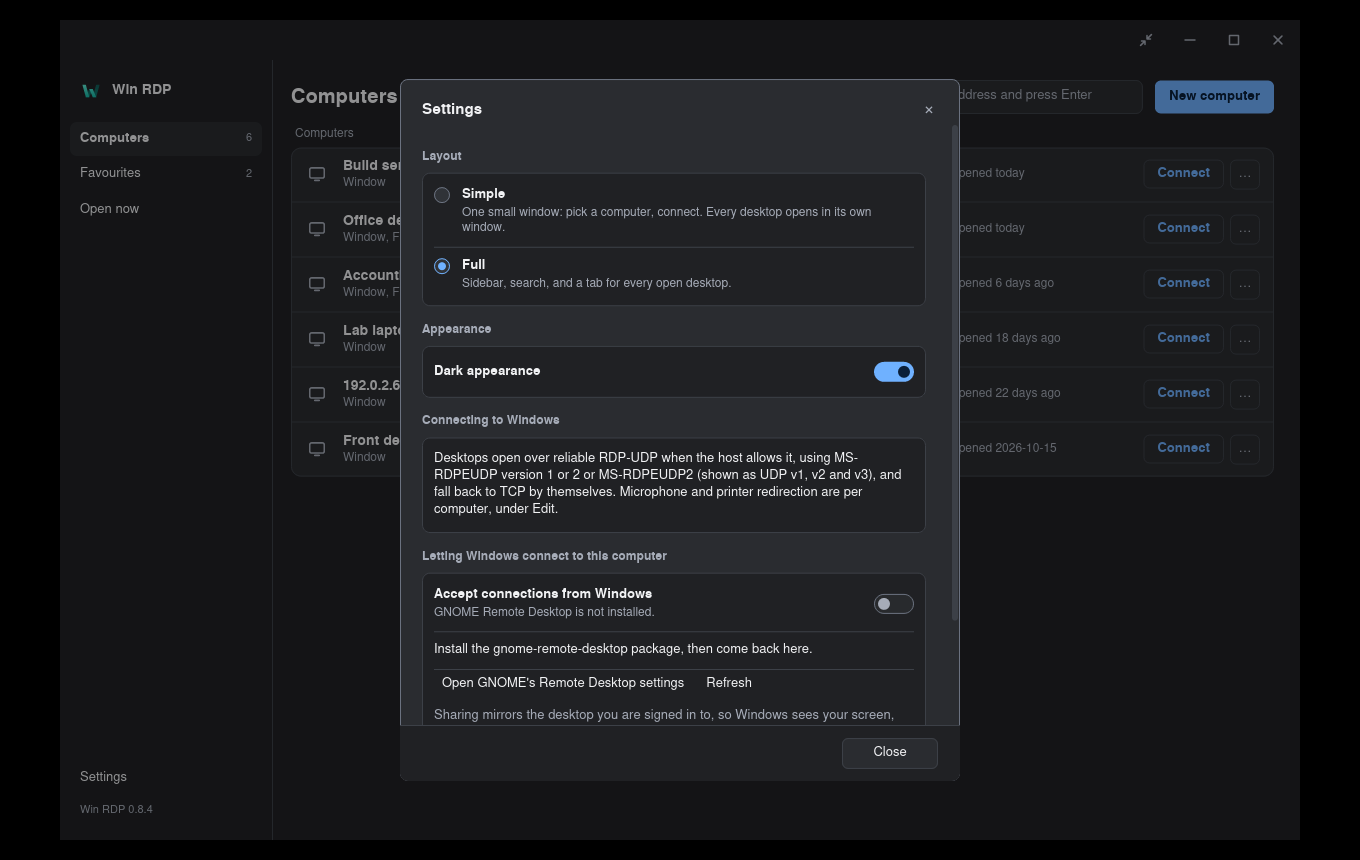 Win RDP
Computers 6
Favourites 2
Open now
Settings
Win RDP 0.8.4
Computers
ddress and press Enter
New computer
Computers
Build ser
Window
pened today
Connect
...
Office de
Window, F
pened today
Connect
...
Account
Window, F
pened 6 days ago
Connect
...
Lab lapto
Window
pened 18 days ago
Connect
...
192.0.2.6
Window
pened 22 days ago
Connect
...
Front de
Window
pened 2026-10-15
Connect
...
Settings
×
Layout
Simple
One small window: pick a computer, connect. Every desktop opens in its own
window.
Full
Sidebar, search, and a tab for every open desktop.
Appearance
Dark appearance
Connecting to Windows
Desktops open over reliable RDP-UDP when the host allows it, using MS-
RDPEUDP version 1 or 2 or MS-RDPEUDP2 (shown as UDP v1, v2 and v3), and
fall back to TCP by themselves. Microphone and printer redirection are per
computer, under Edit.
Letting Windows connect to this computer
Accept connections from Windows
GNOME Remote Desktop is not installed.
Install the gnome-remote-desktop package, then come back here.
Open GNOME's Remote Desktop settings Refresh
Sharing mirrors the desktop you are signed in to, so Windows sees your screen,
Close